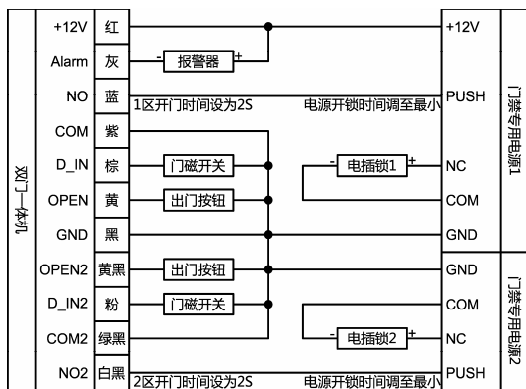 +12V 红 +12V
Alarm 灰 - 报警器 +
NO 蓝 1区开门时间设为2S 电源开锁时间调至最小 PUSH
COM 紫
D_IN 棕 门磁开关 - 电插锁1 + NC
OPEN 黄 出门按钮 COM
GND 黑 GND
OPEN2 黄黑 出门按钮 GND
D_IN2 粉 门磁开关 COM
COM2 绿黑 - 电插锁2 + NC
NO2 白黑 2区开门时间设为2S 电源开锁时间调至最小 PUSH
双门一体机
门禁专用电源1
门禁专用电源2